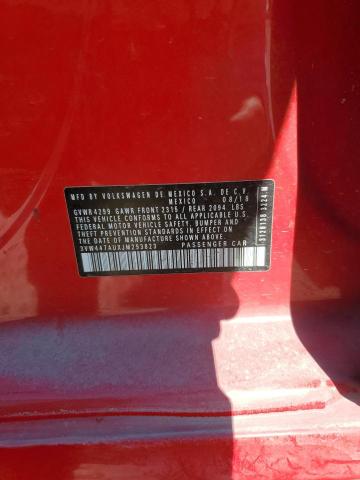 MFD BY VOLKSWAGEN DE MEXICO S.A. DE C.V.
MEXICO 08/18
GVWR 4299 GAWR FRONT 2315 / REAR 2094 LBS
THIS VEHICLE CONFORMS TO ALL APPLICABLE U.S.
FEDERAL MOTOR VEHICLE SAFETY, BUMPER AND
THEFT PREVENTION STANDARDS IN EFFECT ON THE
DATE OF MANUFACTURE SHOWN ABOVE.
3VW447AUXJM293823 PASSENGER CAR